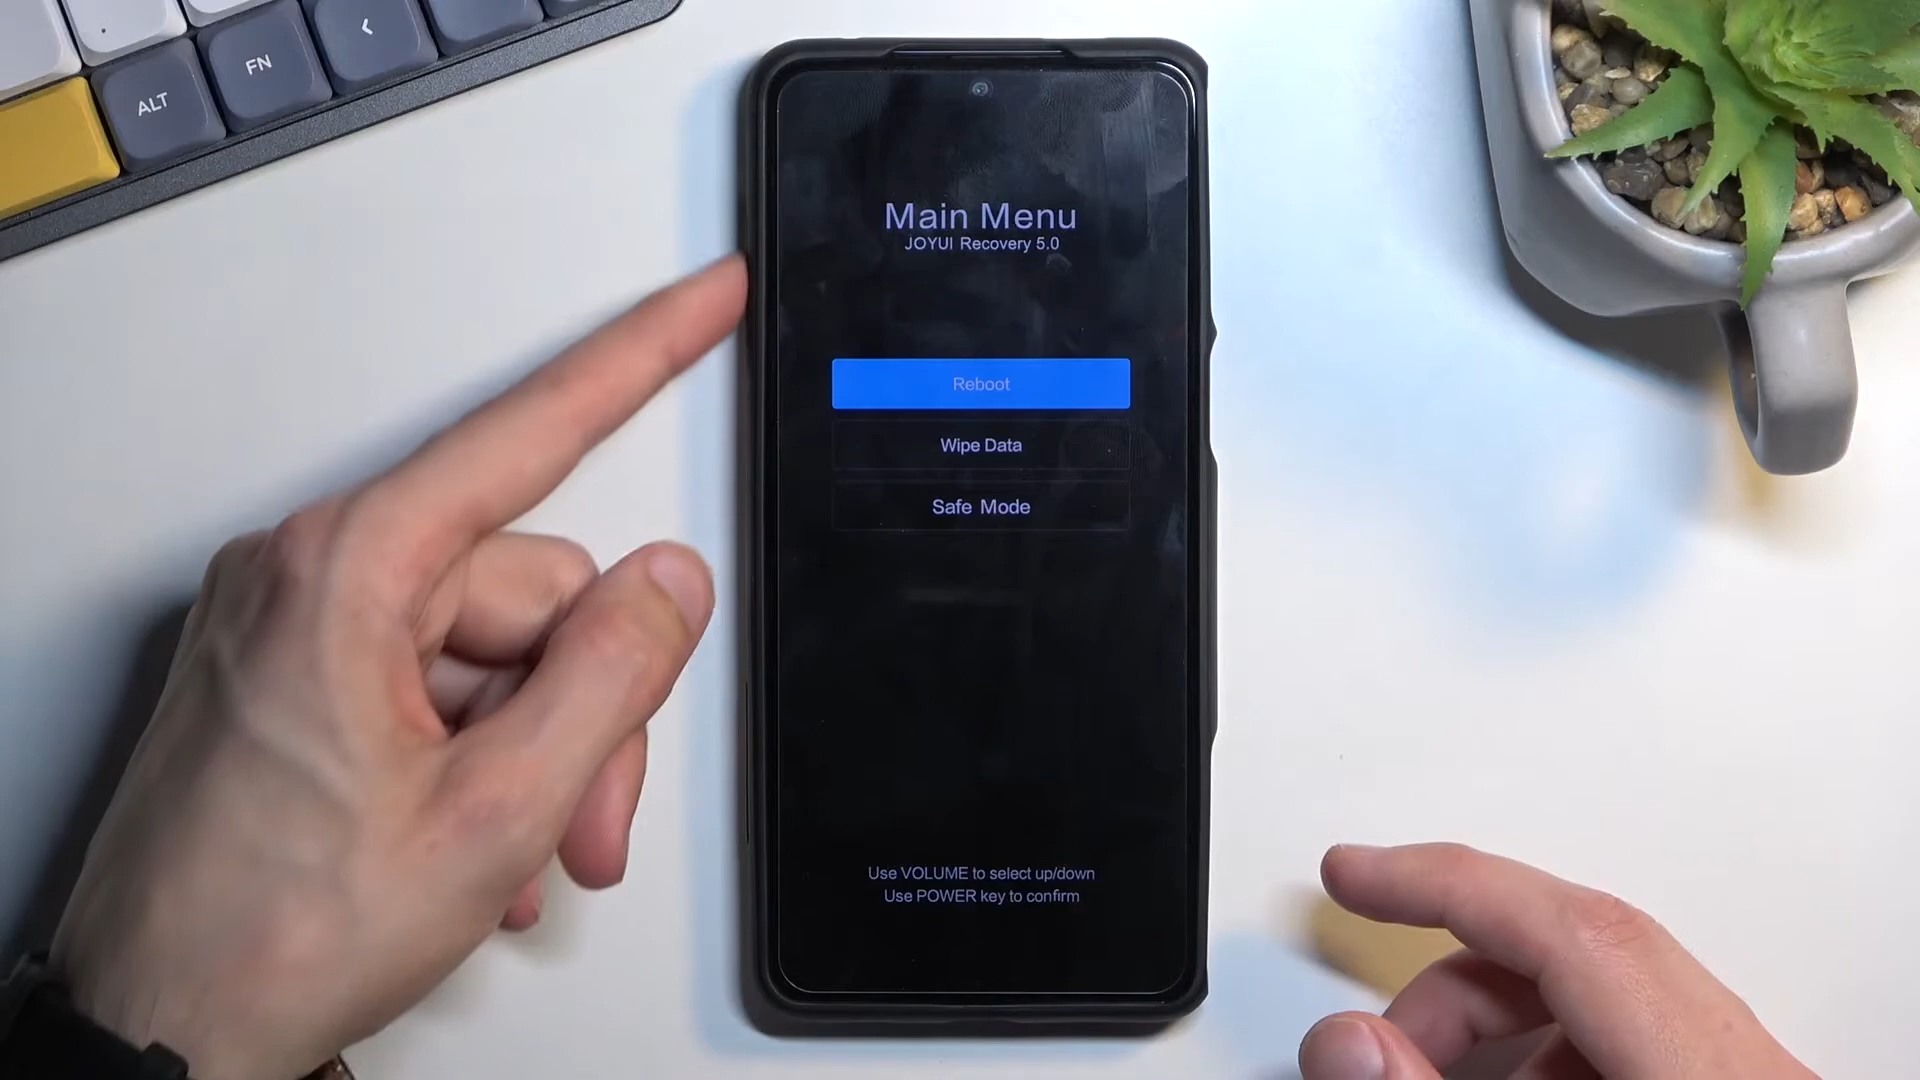 ALT
FN
<
Main Menu
JOYUI Recovery 5.0
Reboot
Wipe Data
Safe Mode
Use VOLUME to select up/down
Use POWER key to confirm